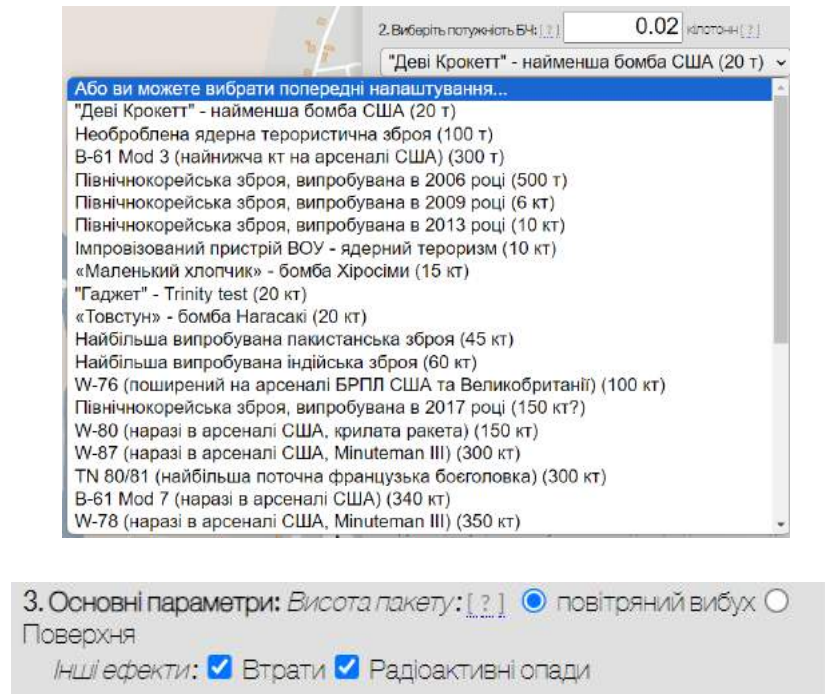 2. Виберіть потужність БЧ: [ ? ] 0.02 кілотонн [ ? ]
"Деві Крокетт" - найменша бомба США (20 т)
Або ви можете вибрати попередні налаштування...
"Деві Крокетт" - найменша бомба США (20 т)
Необроблена ядерна терористична зброя (100 т)
B-61 Mod 3 (найнижча кт на арсеналі США) (300 т)
Північнокорейська зброя, випробувана в 2006 році (500 т)
Північнокорейська зброя, випробувана в 2009 році (6 кт)
Північнокорейська зброя, випробувана в 2013 році (10 кт)
Імпровізований пристрій ВОУ - ядерний тероризм (10 кт)
«Маленький хлопчик» - бомба Хіросіми (15 кт)
"Гаджет" - Trinity test (20 кт)
«Товстун» - бомба Нагасакі (20 кт)
Найбільша випробувана пакистанська зброя (45 кт)
Найбільша випробувана індійська зброя (60 кт)
W-76 (поширений на арсеналі БРПЛ США та Великобританії) (100 кт)
Північнокорейська зброя, випробувана в 2017 році (150 кт?)
W-80 (наразі в арсеналі США, крилата ракета) (150 кт)
W-87 (наразі в арсеналі США, Minuteman III) (300 кт)
TN 80/81 (найбільша поточна французька боєголовка) (300 кт)
B-61 Mod 7 (наразі в арсеналі США) (340 кт)
W-78 (наразі в арсеналі США, Minuteman III) (350 кт)
3. Основні параметри: Висота пакету: [ ? ] повітряний вибух
Поверхня
Інші ефекти: Втрати Радіоактивні опади